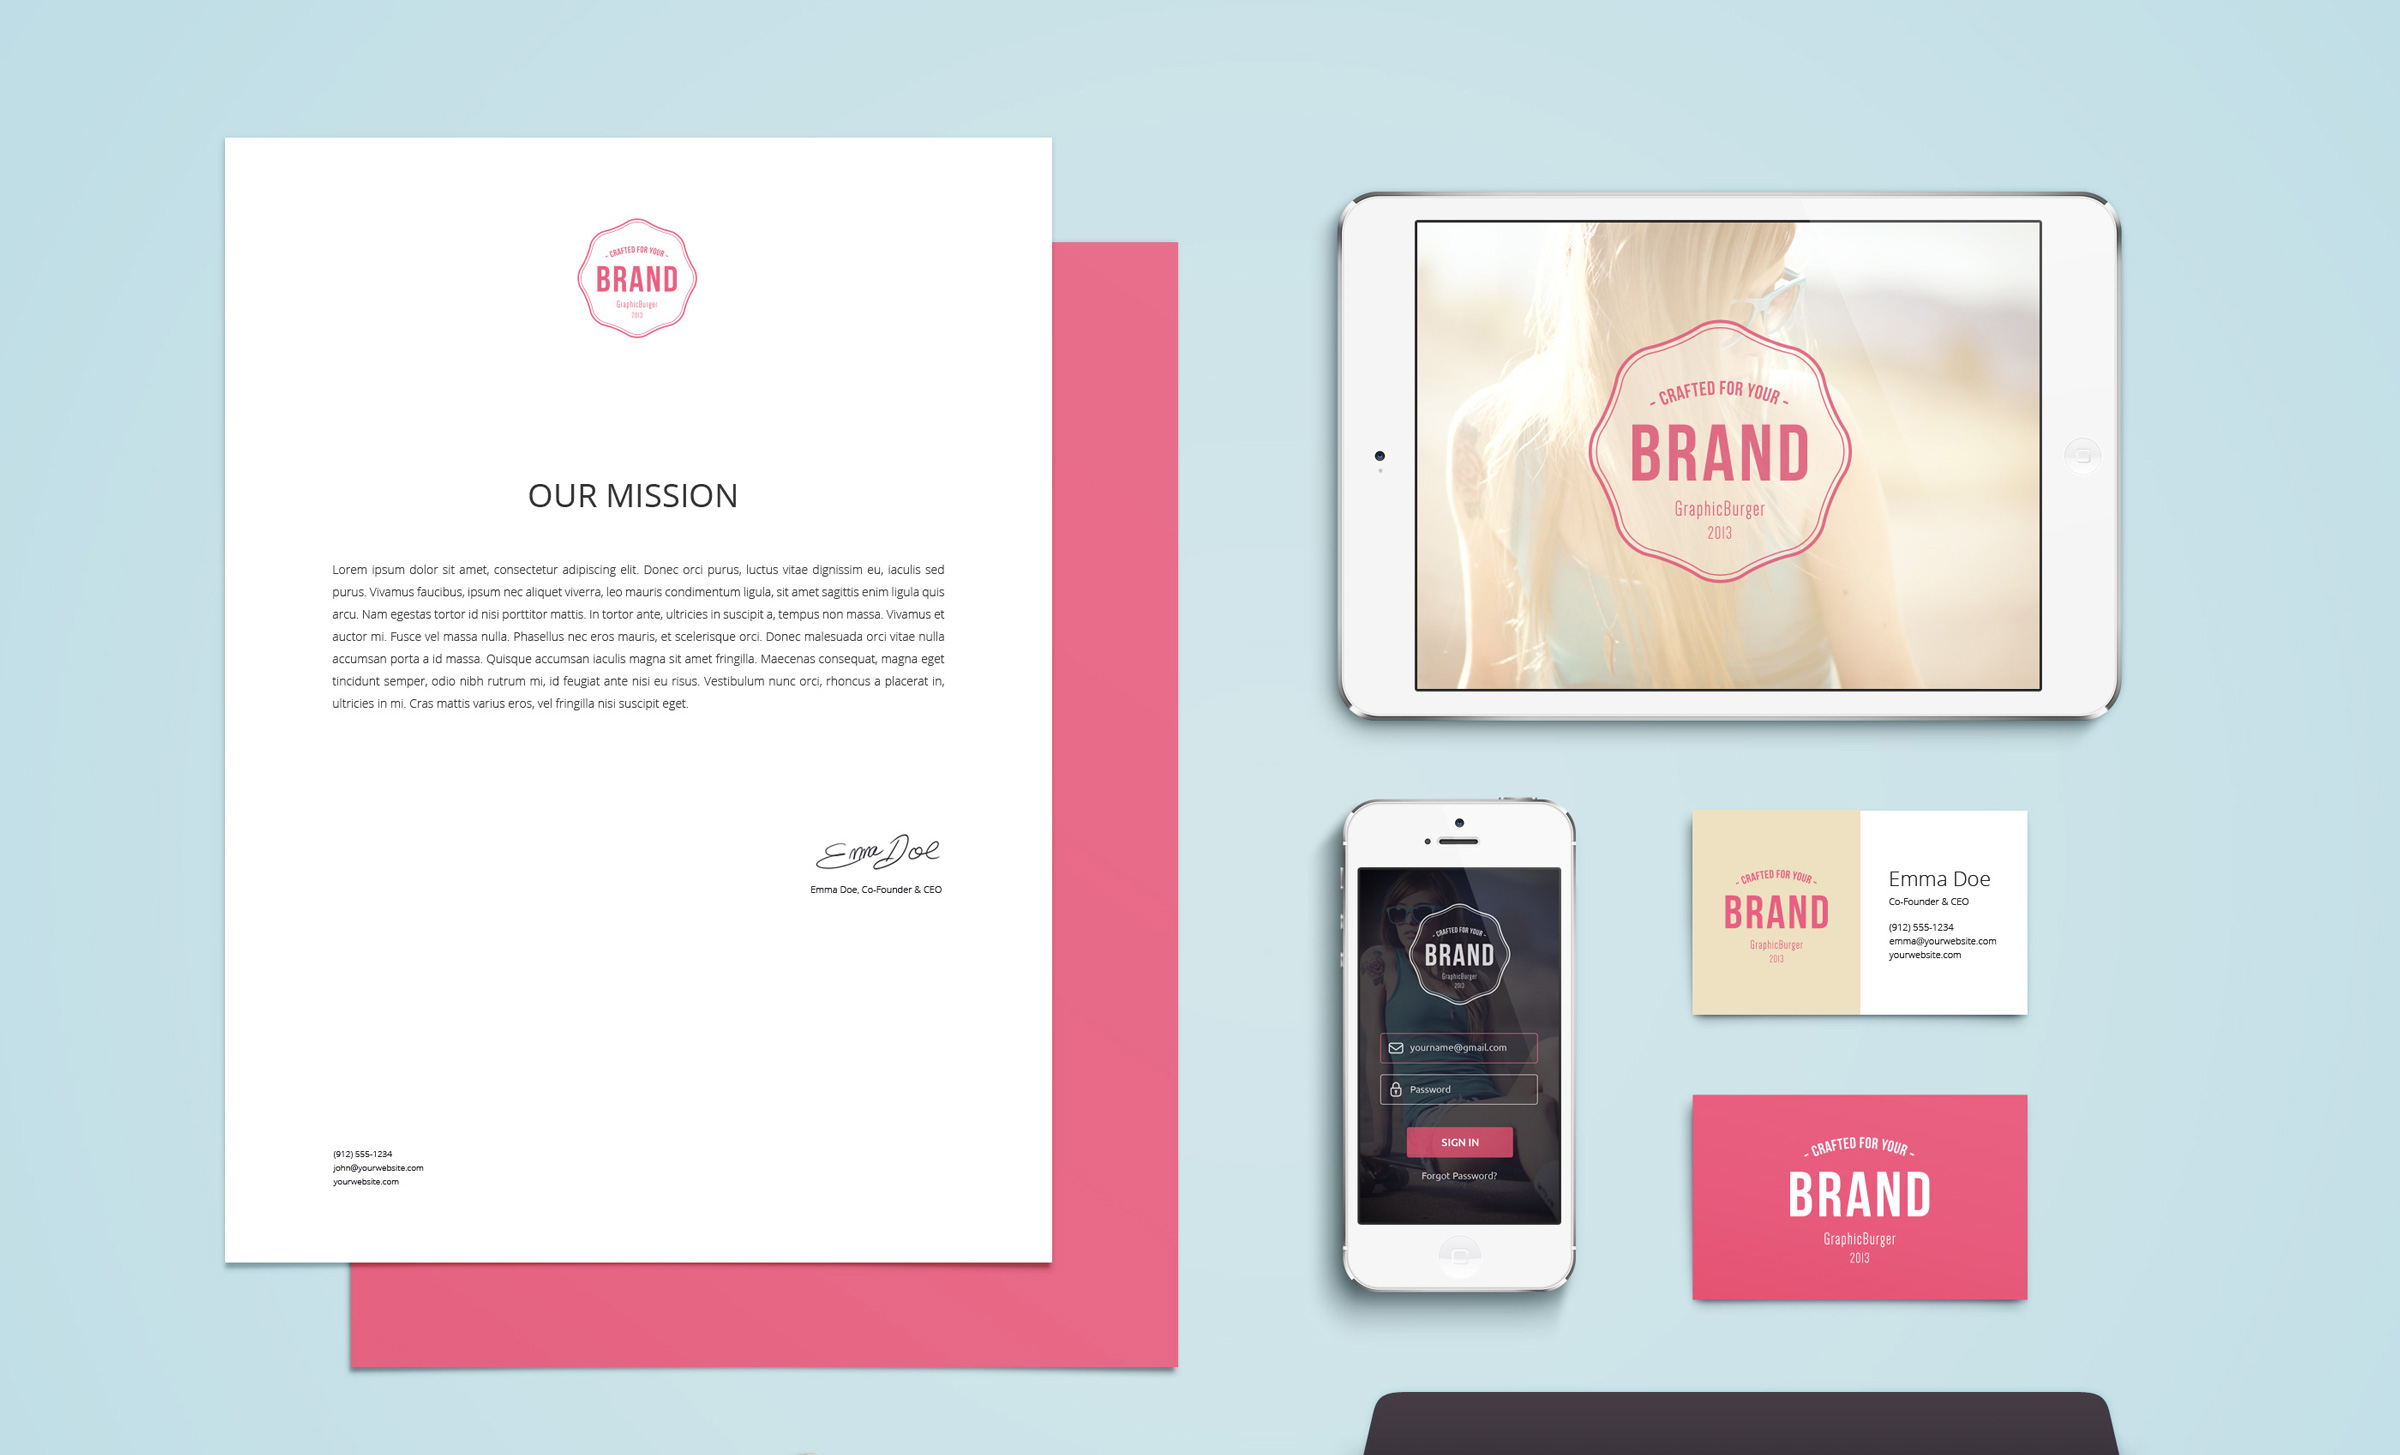 - CRAFTED FOR YOUR -
BRAND
GraphicBurger
2013
OUR MISSION
Lorem ipsum dolor sit amet, consectetur adipiscing elit. Donec orci purus, luctus vitae dignissim eu, iaculis sed
purus. Vivamus faucibus, ipsum nec aliquet viverra, leo mauris condimentum ligula, sit amet sagittis enim ligula quis
arcu. Nam egestas tortor id nisi porttitor mattis. In tortor ante, ultricies in suscipit a, tempus non massa. Vivamus et
auctor mi. Fusce vel massa nulla. Phasellus nec eros mauris, et scelerisque orci. Donec malesuada orci vitae nulla
accumsan porta a id massa. Quisque accumsan iaculis magna sit amet fringilla. Maecenas consequat, magna eget
tincidunt semper, odio nibh rutrum mi, id feugiat ante nisi eu risus. Vestibulum nunc orci, rhoncus a placerat in,
ultricies in mi. Cras mattis varius eros, vel fringilla nisi suscipit eget.
Emma Doe
Emma Doe, Co-Founder & CEO
(912) 555-1234
john@yourwebsite.com
yourwebsite.com
- CRAFTED FOR YOUR -
BRAND
GraphicBurger
2013
- CRAFTED FOR YOUR -
BRAND
GraphicBurger
2013
yourname@gmail.com
Password
SIGN IN
Forgot Password?
- CRAFTED FOR YOUR -
BRAND
GraphicBurger
2013
Emma Doe
Co-Founder & CEO
(912) 555-1234
emma@yourwebsite.com
yourwebsite.com
- CRAFTED FOR YOUR -
BRAND
GraphicBurger
2013